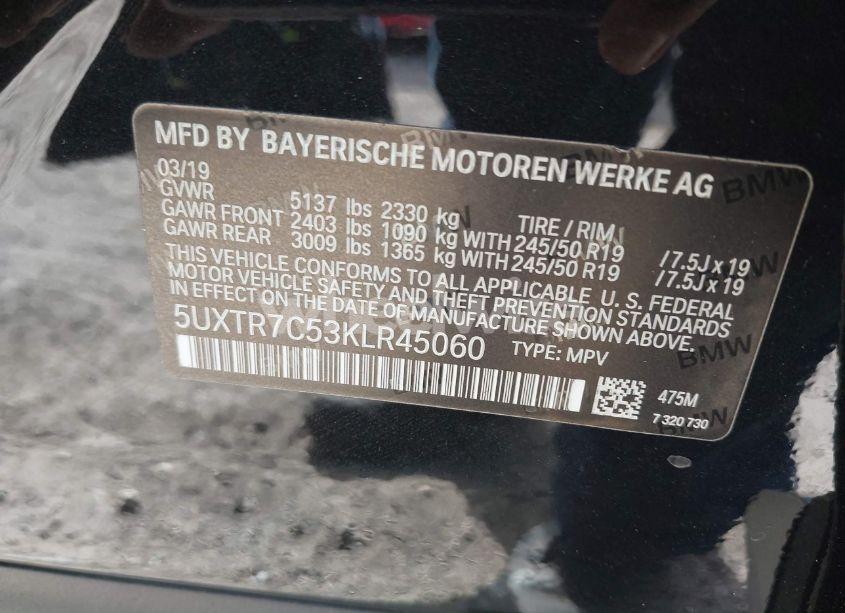 MFD BY BAYERISCHE MOTOREN WERKE AG
03/19
GVWR 5137 lbs 2330 kg TIRE / RIM
GAWR FRONT 2403 lbs 1090 kg WITH 245/50 R19 /7.5J x 19
GAWR REAR 3009 lbs 1365 kg WITH 245/50 R19 /7.5J x 19
THIS VEHICLE CONFORMS TO ALL APPLICABLE U. S. FEDERAL
MOTOR VEHICLE SAFETY AND THEFT PREVENTION STANDARDS
IN EFFECT ON THE DATE OF MANUFACTURE SHOWN ABOVE.
5UXTR7C53KLR45060 TYPE: MPV
475M
7 320 730
BMW
BMW
BMW
BMW